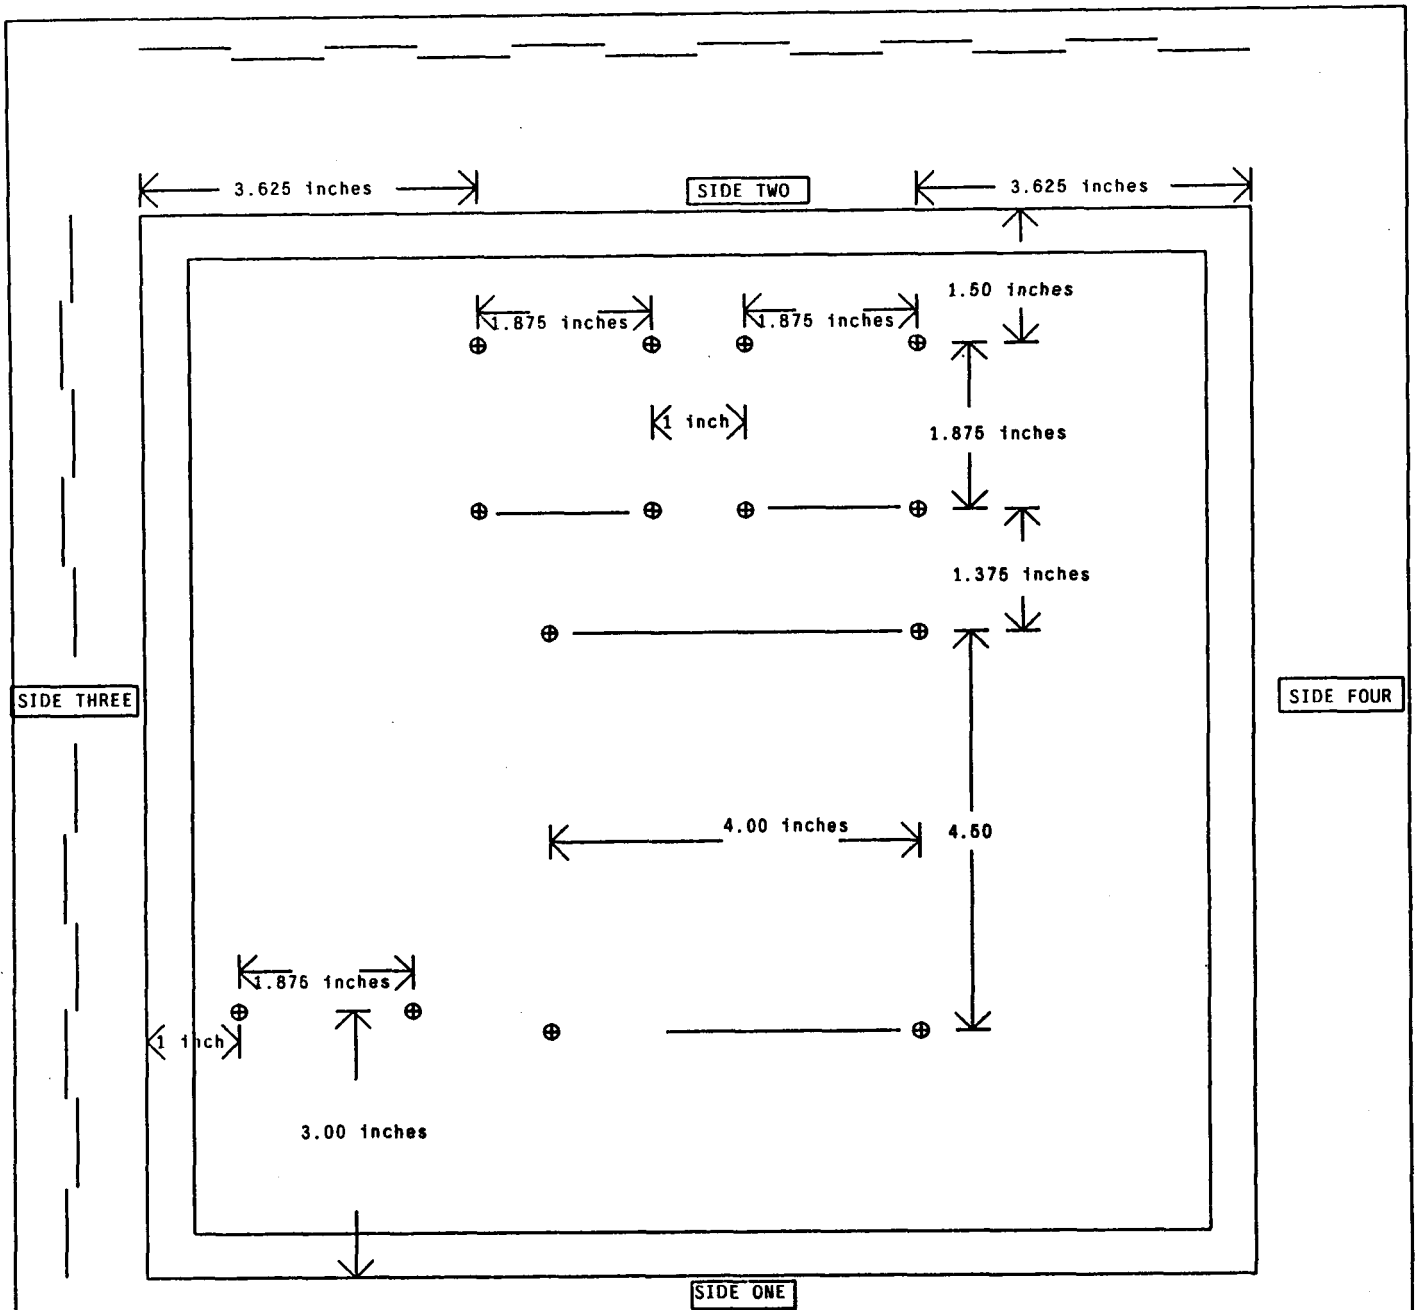 3.625 inches
SIDE TWO
3.625 inches
1.50 inches
1.875 inches
1.875 inches
1 inch
1.875 inches
1.375 inches
SIDE THREE
SIDE FOUR
4.00 inches
4.50
1.875 inches
1 inch
3.00 inches
SIDE ONE